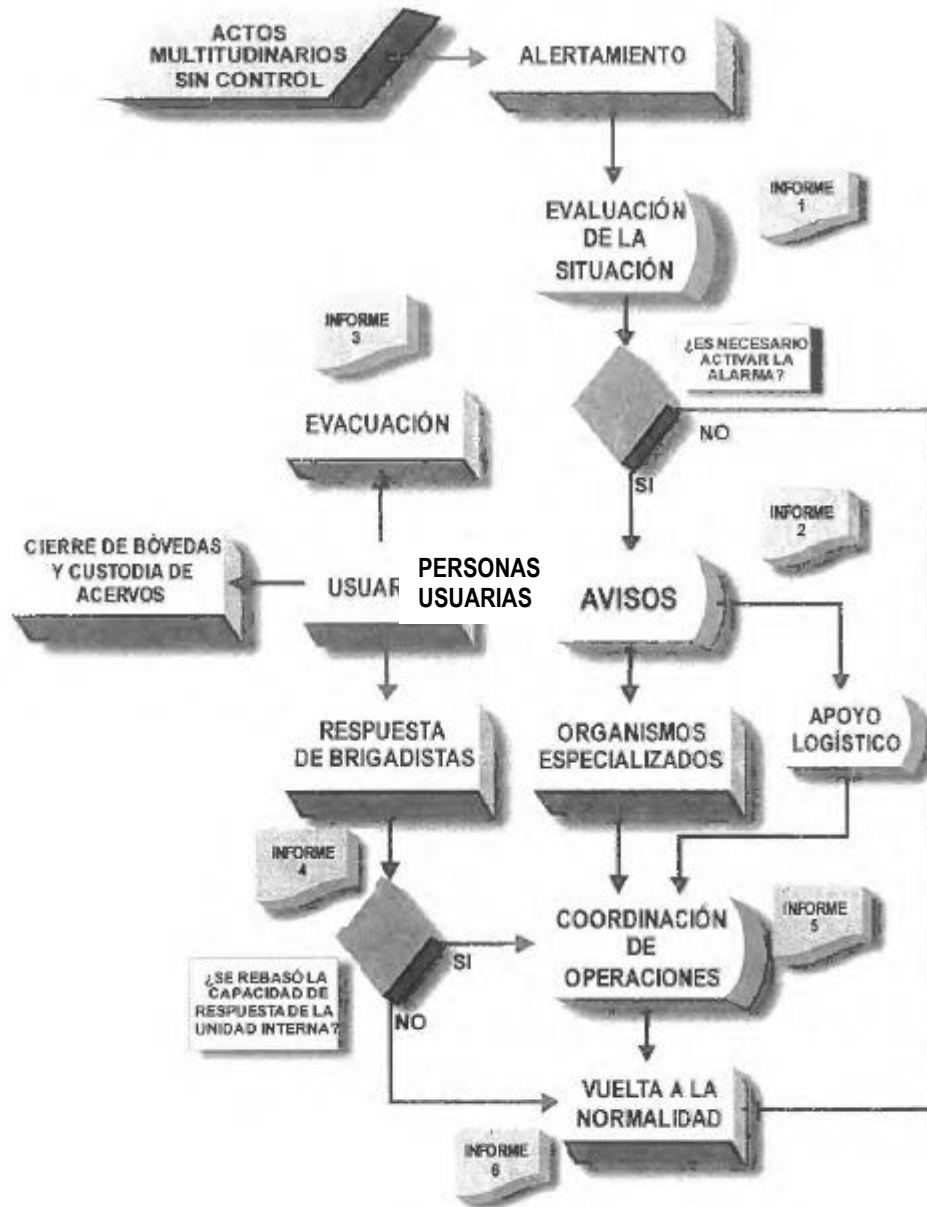 ACTOS
MULTITUDINARIOS
SIN CONTROL
ALERTAMIENTO
EVALUACIÓN
DE LA
SITUACIÓN
INFORME
1
¿ES NECESARIO
ACTIVAR LA
ALARMA?
NO
SI
INFORME
3
EVACUACIÓN
INFORME
2
CIERRE DE BÓVEDAS
Y CUSTODIA DE
ACERVOS
USUAR
PERSONAS
USUARIAS
AVISOS
RESPUESTA
DE BRIGADISTAS
ORGANISMOS
ESPECIALIZADOS
APOYO
LOGÍSTICO
INFORME
4
¿SE REBASÓ LA
CAPACIDAD DE
RESPUESTA DE LA
UNIDAD INTERNA?
SI
NO
COORDINACIÓN
DE
OPERACIONES
INFORME
5
VUELTA A LA
NORMALIDAD
INFORME
6